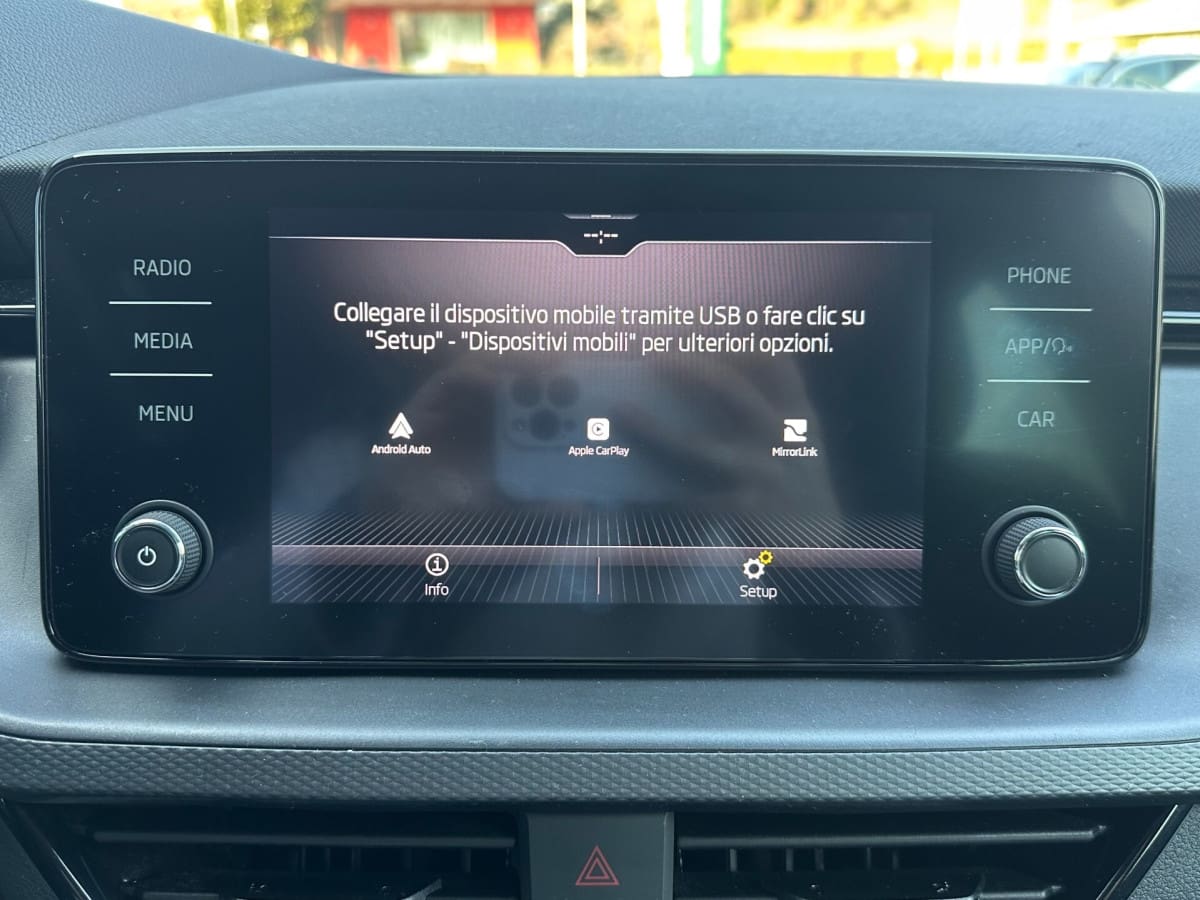 --:--
RADIO
MEDIA
MENU
Collegare il dispositivo mobile tramite USB o fare clic su
"Setup" - "Dispositivi mobili" per ulteriori opzioni.
Android Auto
Apple CarPlay
MirrorLink
Info
Setup
PHONE
APP/
CAR